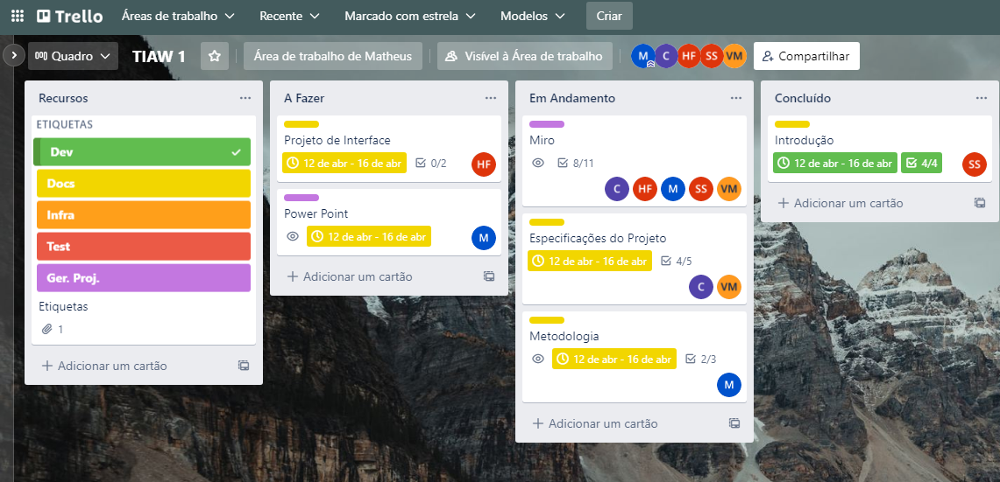 Trello Áreas de trabalho Recente Marcado com estrela Modelos Criar
Quadro TIAW 1 Área de trabalho de Matheus Visível à Área de trabalho M C HF SS VM Compartilhar
Recursos
ETIQUETAS
Dev
Docs
Infra
Test
Ger. Proj.
Etiquetas
1
+ Adicionar um cartão
A Fazer
Projeto de Interface
12 de abr - 16 de abr 0/2 HF
Power Point
12 de abr - 16 de abr M
+ Adicionar um cartão
Em Andamento
Miro
8/11
C HF M SS VM
Especificações do Projeto
12 de abr - 16 de abr 4/5
C VM
Metodologia
12 de abr - 16 de abr 2/3
M
+ Adicionar um cartão
Concluído
Introdução
12 de abr - 16 de abr 4/4 SS
+ Adicionar um cartão